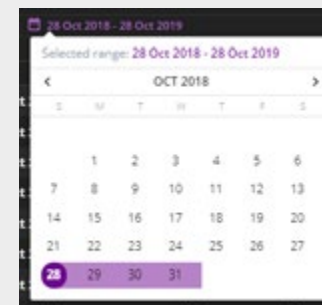 28 Oct 2018 - 28 Oct 2019
Selected range: 28 Oct 2018 - 28 Oct 2019
< OCT 2018 >
S M T W T F S
1 2 3 4 5 6
7 8 9 10 11 12 13
14 15 16 17 18 19 20
21 22 23 24 25 26 27
28 29 30 31